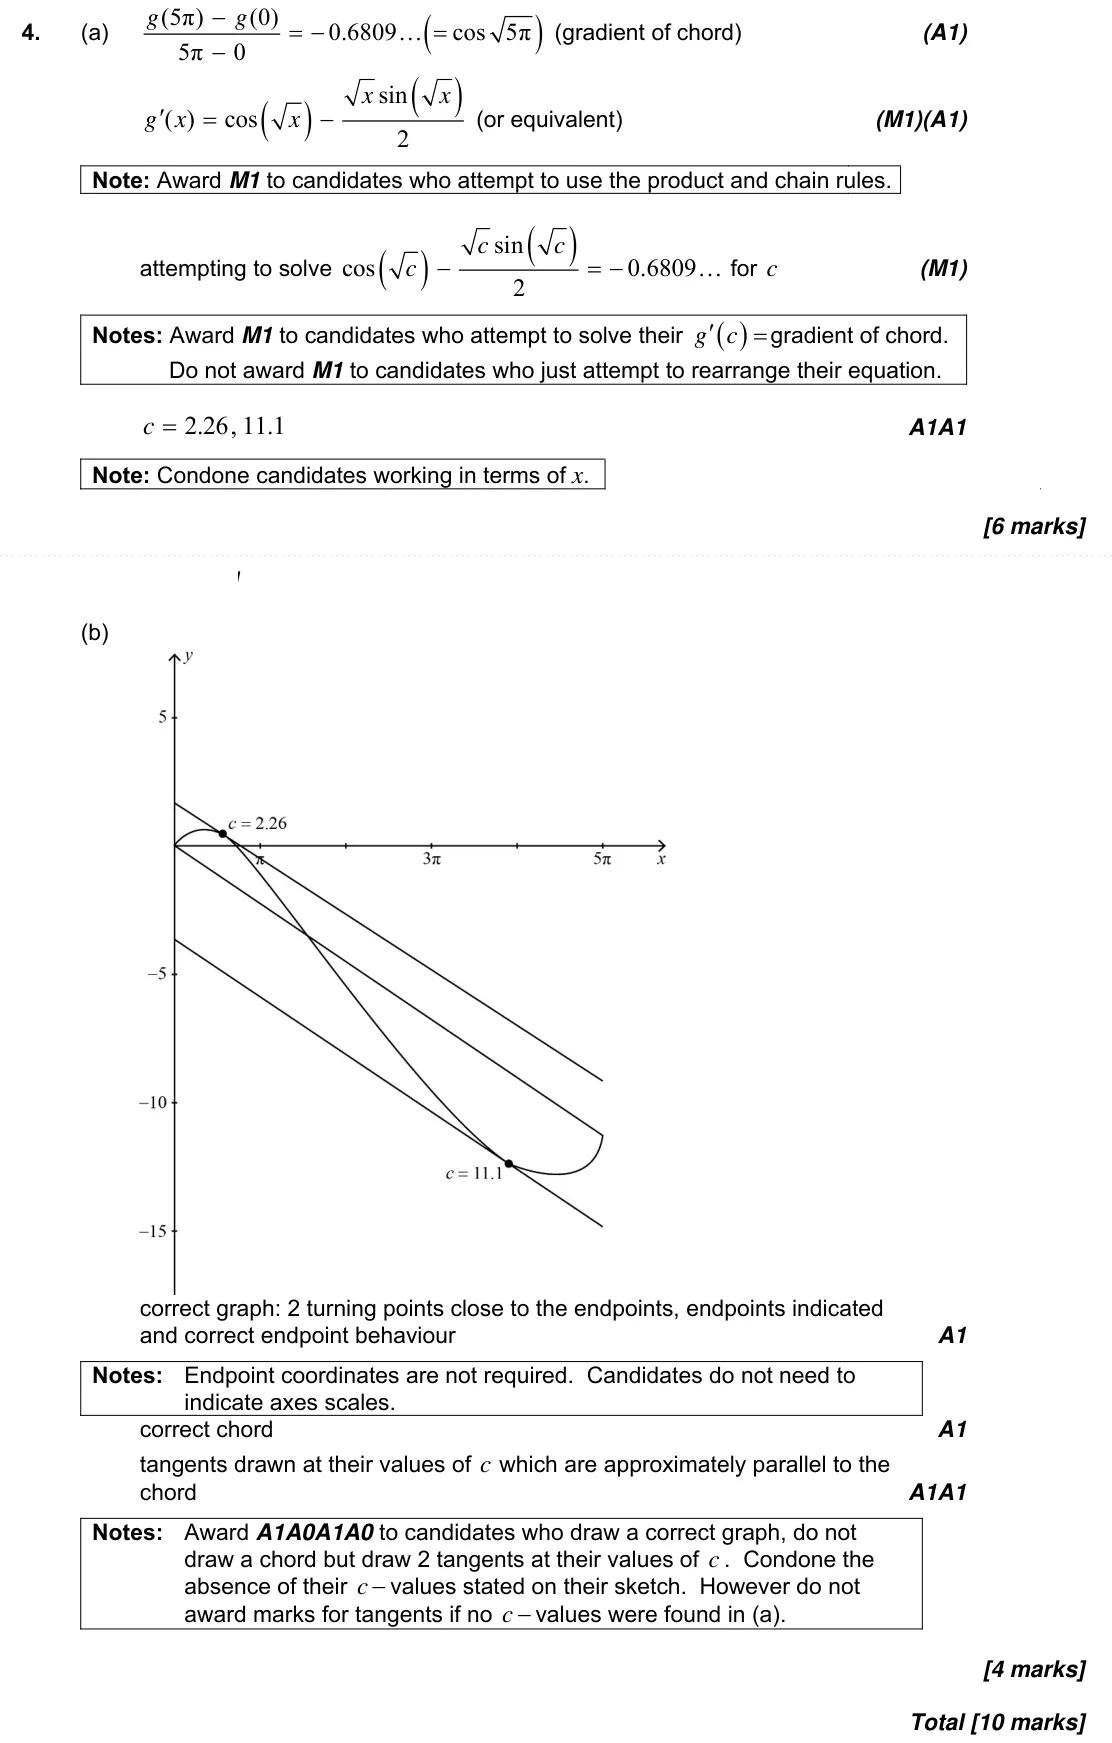 4. (a) \frac{g(5π) − g(0)}{5π − 0} = −0.6809…(= cos √(5π)) (gradient of chord) (A1)
g′(x) = cos(√x) − \frac{√x sin(√x)}{2} (or equivalent) (M1)(A1)
Note: Award M1 to candidates who attempt to use the product and chain rules.
attempting to solve cos(√c) − \frac{√c sin(√c)}{2} = −0.6809… for c (M1)
Notes: Award M1 to candidates who attempt to solve their g′(c) = gradient of chord.
Do not award M1 to candidates who just attempt to rearrange their equation.
c = 2.26, 11.1 A1A1
Note: Condone candidates working in terms of x.
[6 marks]
(b)
y
5
c = 2.26
π 3π 5π x
−5
−10
c = 11.1
−15
correct graph: 2 turning points close to the endpoints, endpoints indicated
and correct endpoint behaviour A1
Notes: Endpoint coordinates are not required. Candidates do not need to
indicate axes scales.
correct chord A1
tangents drawn at their values of c which are approximately parallel to the
chord A1A1
Notes: Award A1A0A1A0 to candidates who draw a correct graph, do not
draw a chord but draw 2 tangents at their values of c. Condone the
absence of their c − values stated on their sketch. However do not
award marks for tangents if no c − values were found in (a).
[4 marks]
Total [10 marks]